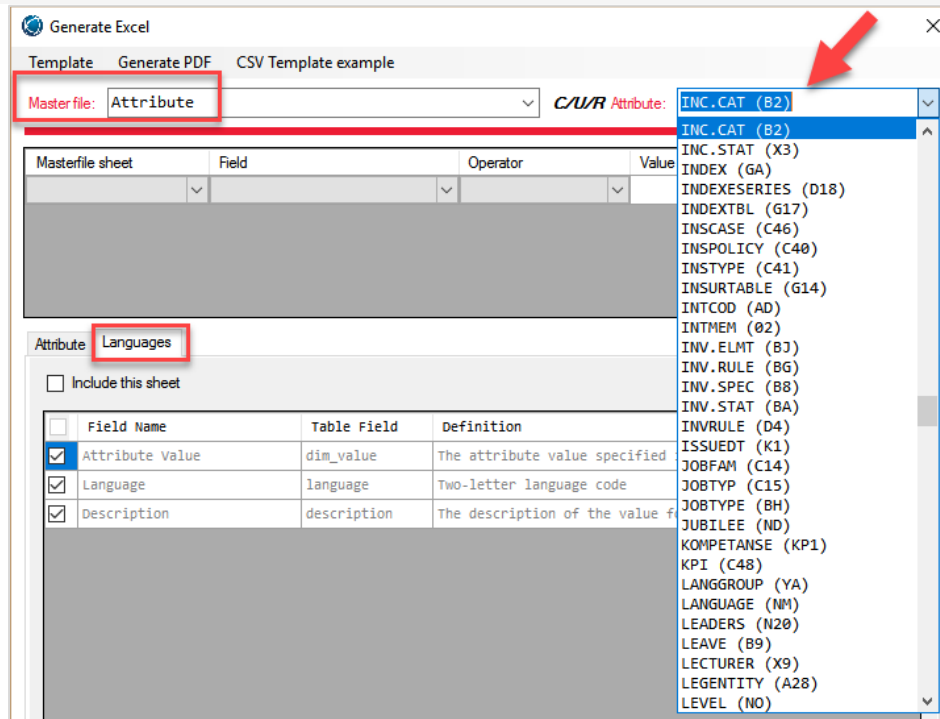 Generate Excel
Template Generate PDF CSV Template example
Master file: Attribute C/U/R Attribute: INC.CAT (B2)
INC.CAT (B2)
INC.STAT (X3)
INDEX (GA)
INDEXESERIES (D18)
INDEXTBL (G17)
INSCASE (C46)
INSPOLICY (C40)
INSTYPE (C41)
INSURTABLE (G14)
INTCOD (AD)
INTMEM (02)
INV.ELMT (BJ)
INV.RULE (BG)
INV.SPEC (B8)
INV.STAT (BA)
INVRULE (D4)
ISSUEDT (K1)
JOBFAM (C14)
JOBTYP (C15)
JOBTYPE (BH)
JUBILEE (ND)
KOMPETANSE (KP1)
KPI (C48)
LANGGROUP (YA)
LANGUAGE (NM)
LEADERS (N20)
LEAVE (B9)
LECTURER (X9)
LEGENTITY (A28)
LEVEL (NO)
Masterfile sheet Field Operator Value
Attribute Languages
Include this sheet
Field Name Table Field Definition
Attribute Value dim_value The attribute value specified
Language language Two-letter language code
Description description The description of the value